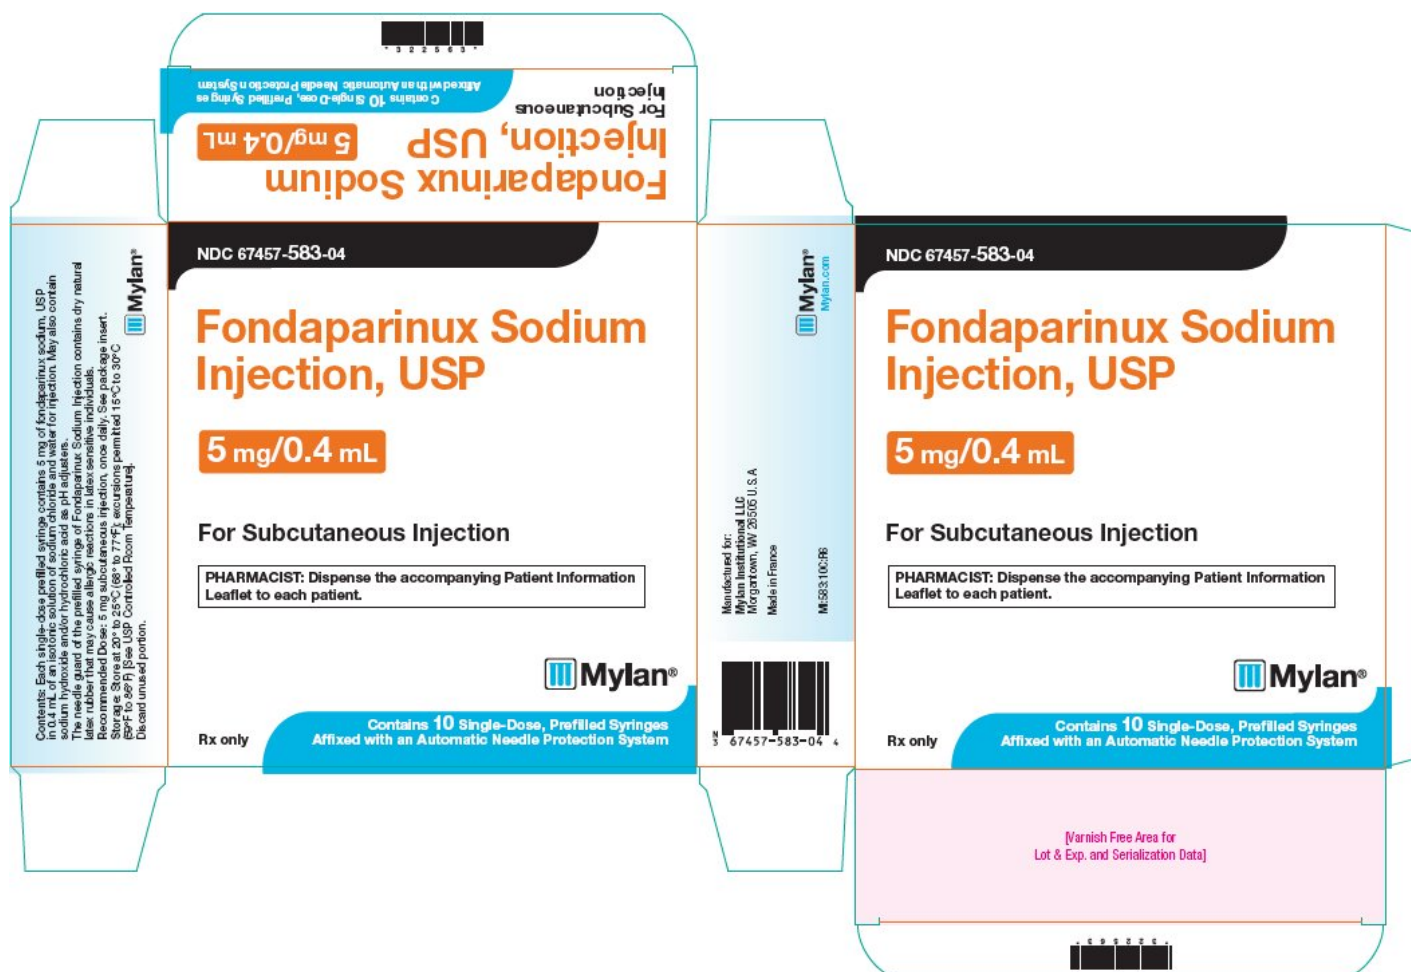 *322563*
Contains 10 Single-Dose, Prefilled Syringes
Affixed with an Automatic Needle Protection System
Fondaparinux Sodium
Injection, USP
5 mg/0.4 mL
For Subcutaneous
Injection
Contents: Each single-dose prefilled syringe contains 5 mg of fondaparinux sodium, USP
in 0.4 mL of an isotonic solution of sodium chloride and water for injection. May also contain
sodium hydroxide and/or hydrochloric acid as pH adjusters.
The needle guard of the prefilled syringe of Fondaparinux Sodium Injection contains dry natural
latex rubber that may cause allergic reactions in latex sensitive individuals.
Recommended Dose: 5 mg subcutaneous injection, once daily. See package insert.
Storage: Store at 20° to 25°C (68° to 77°F); excursions permitted 15°C to 30°C
(59°F to 86°F) [See USP Controlled Room Temperature].
Discard unused portion.
Mylan®
NDC 67457-583-04
Fondaparinux Sodium
Injection, USP
5 mg/0.4 mL
For Subcutaneous Injection
PHARMACIST: Dispense the accompanying Patient Information
Leaflet to each patient.
Mylan®
Rx only
Contains 10 Single-Dose, Prefilled Syringes
Affixed with an Automatic Needle Protection System
Mylan®
Mylan.com
Manufactured for:
Mylan Institutional LLC
Morgantown, WV 26505 U.S.A
Made in France
MI:583:10C:R6
3 67457-583-04 4
NDC 67457-583-04
Fondaparinux Sodium
Injection, USP
5 mg/0.4 mL
For Subcutaneous Injection
PHARMACIST: Dispense the accompanying Patient Information
Leaflet to each patient.
Mylan®
Rx only
Contains 10 Single-Dose, Prefilled Syringes
Affixed with an Automatic Needle Protection System
[Varnish Free Area for
Lot & Exp. and Serialization Data]